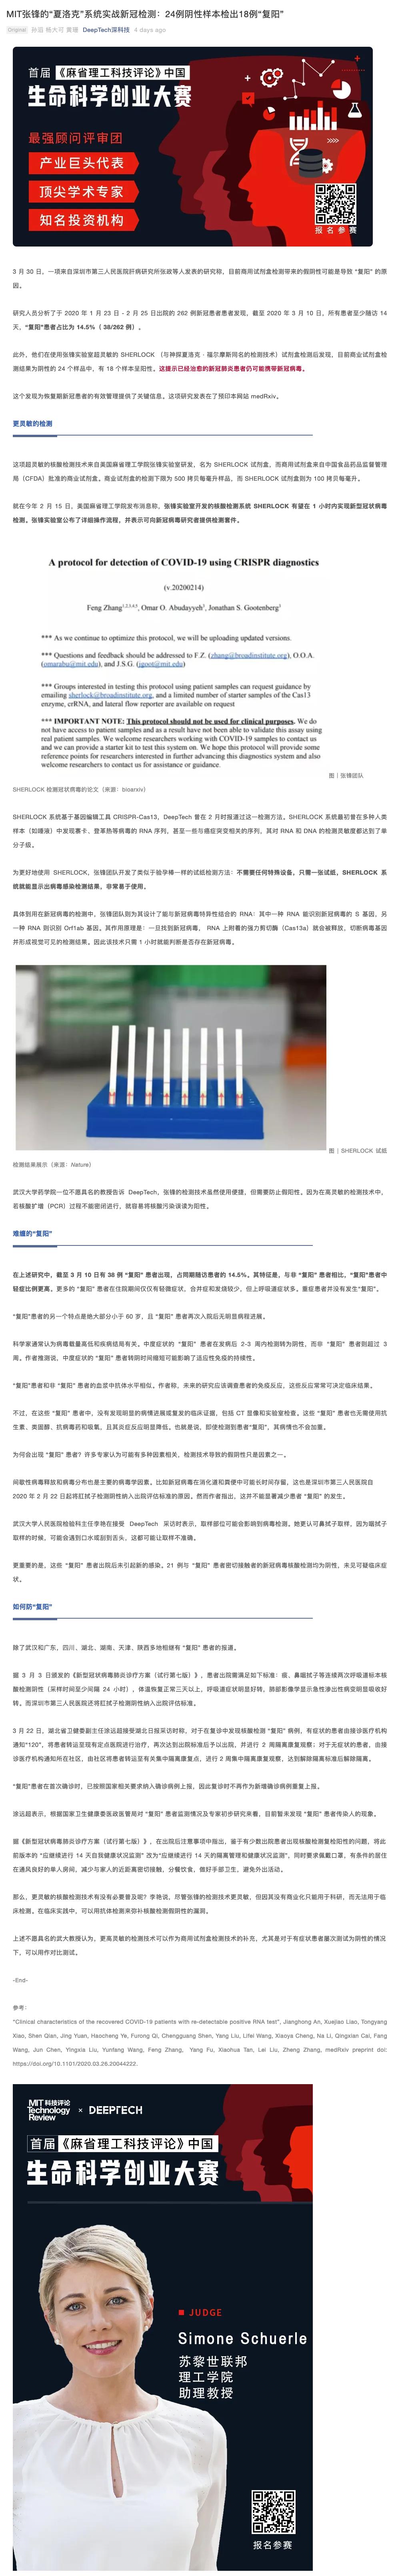 MIT张锋的“夏洛克”系统实战新冠检测：24例阴性样本检出18例“复阳”
Original 孙滔 杨大可 黄珊 DeepTech深科技 4 days ago
首届《麻省理工科技评论》中国
生命科学创业大赛
最强顾问评审团
产业巨头代表
顶尖学术专家
知名投资机构
报名参赛
3 月 30 日，一项来自深圳市第三人民医院肝病研究所张政等人发表的研究称，目前商用试剂盒检测带来的假阴性可能是导致 “复阳” 的原
因。
研究人员分析了于 2020 年 1 月 23 日 - 2 月 25 日出院的 262 例新冠患者患者发现，截至 2020 年 3 月 10 日，所有患者至少随访 14
天，“复阳”患者占比为 14.5%（ 38/262 例）。
此外，他们在使用张锋实验室超灵敏的 SHERLOCK （与神探夏洛克 · 福尔摩斯同名的检测技术）试剂盒检测后发现，目前商业试剂盒检
测结果为阴性的 24 个样品中，有 18 个样本呈阳性。这提示已经治愈的新冠肺炎患者仍可能携带新冠病毒。
这个发现为恢复期新冠患者的有效管理提供了关键信息。这项研究发表在了预印本网站 medRxiv。
更灵敏的检测
这项超灵敏的核酸检测技术来自美国麻省理工学院张锋实验室研发，名为 SHERLOCK 试剂盒，而商用试剂盒来自中国食品药品监督管理
局（CFDA）批准的商业试剂盒。商业试剂盒的检测下限为 500 拷贝每毫升样品，而 SHERLOCK 试剂盒则为 100 拷贝每毫升。
就在今年 2 月 15 日，美国麻省理工学院发布消息称，张锋实验室开发的核酸检测系统 SHERLOCK 有望在 1 小时内实现新型冠状病毒
检测。张锋实验室公布了详细操作流程，并表示可向新冠病毒研究者提供检测套件。
A protocol for detection of COVID-19 using CRISPR diagnostics
(v.20200214)
Feng Zhang1,2,3,4,5, Omar O. Abudayyeh3, Jonathan S. Gootenberg3
*** As we continue to optimize this protocol, we will be uploading updated versions.
*** Questions and feedback should be addressed to F.Z. (zhang@broadinstitute.org), O.O.A.
(omarabu@mit.edu), and J.S.G. (jgoot@mit.edu)
*** Groups interested in testing this protocol using patient samples can request guidance by
emailing sherlock@broadinstitute.org, and a limited number of starter samples of the Cas13
enzyme, crRNA, and lateral flow reporter are available on request
*** IMPORTANT NOTE: This protocol should not be used for clinical purposes. We do
not have access to patient samples and as a result have not been able to validate this assay using
real patient samples. We welcome researchers working with COVID-19 samples to contact us
and we can provide a starter kit to test this system on. We hope this protocol will provide some
reference points for researchers interested in further testing and advancing this system and also
welcome researchers to contact us for assistance or guidance.
图 | 张锋团队
SHERLOCK 检测冠状病毒的论文（来源：bioarxiv）
SHERLOCK 系统基于基因编辑工具 CRISPR-Cas13，DeepTech 曾在 2 月时报道过这一检测方法。SHERLOCK 系统最初曾在多种人类
样本（如唾液）中发现寨卡、登革热等病毒的 RNA 序列，甚至一些与癌症突变相关的序列，其对 RNA 和 DNA 的检测灵敏度都达到了单
分子级。
为更好地使用 SHERLOCK，张锋团队开发了类似于验孕棒一样的试纸检测方法：不需要任何特殊设备，只需一张试纸，SHERLOCK 系
统就能显示出病毒感染检测结果，非常易于使用。
具体到用在新冠病毒的检测中，张锋团队则为其设计了能与新冠病毒特异性结合的 RNA：其中一种 RNA 能识别新冠病毒的 S 基因，另
一种 RNA 则识别 Orf1ab 基因。其作用原理是：一旦找到新冠病毒， RNA 上附着的强力剪切酶（Cas13a）就会被释放，切断病毒基因
并形成视觉可见的检测结果。因此该技术只需 1 小时就能判断是否存在新冠病毒。
图 | SHERLOCK 试纸
检测结果展示（来源：Nature）
武汉大学药学院一位不愿具名的教授告诉 DeepTech，张锋的检测技术虽然使用便捷，但需要防止假阳性。因为在高灵敏的检测技术中，
若核酸扩增（PCR）过程不能密闭进行，就容易将核酸污染误读为阳性。
难缠的“复阳”
在上述研究中，截至 3 月 10 日有 38 例 “复阳” 患者出现，占同期随访患者的 14.5%。其特征是，与非 “复阳” 患者相比，“复阳”患者中
轻症比例更高。更多的 “复阳” 患者在住院期间仅仅有轻微症状，合并症和发烧较少，但上呼吸道症状多。重症患者并没有发生“复阳”。
“复阳”患者的另一个特点是绝大部分小于 60 岁，且 “复阳” 患者再次入院后无明显病程进展。
科学家通常认为病毒载量高低和疾病结局有关。中度症状的 “复阳” 患者在发病后 2-3 周内检测转为阴性，而非 “复阳” 患者则超过 3
周。作者推测说，中度症状的 “复阳” 患者转阴时间缩短可能影响了适应性免疫的持续性。
“复阳”患者和非 “复阳” 患者的血浆中抗体水平相似。作者称，未来的研究应该调查患者的免疫反应，这些反应常常可决定临床结果。
不过，在这些 “复阳” 患者中，没有发现明显的病情进展或复发的临床证据，包括 CT 显像和实验室检查。这些 “复阳” 患者也无需使用抗
生素、类固醇、抗病毒药和吸氧，且其炎症反应明显降低。也就是说，即使检测到患者“复阳”，其病情也不会加重。
为何会出现 “复阳” 患者？许多专家认为可能有多种因素相关，检测技术导致的假阴性只是因素之一。
间歇性病毒释放和病毒分布也是主要的病毒学因素。比如新冠病毒在消化道和粪便中可能长时间存留，这也是深圳市第三人民医院自
2020 年 2 月 22 日起将肛拭子检测阴性纳入出院评估标准的原因。然而作者指出，这并不能显著减少患者 “复阳” 的发生。
武汉大学人民医院检验科主任李艳在接受 DeepTech 采访时表示，取样部位可能会影响到病毒检测。她更认可鼻拭子取样，因为咽拭子
取样的时候，可能会遇到口水或刮到舌头，这都可能让取样不准确。
更重要的是，这些 “复阳” 患者出院后未引起新的感染。21 例与 “复阳” 患者密切接触者的新冠病毒核酸检测均为阴性，未见可疑临床症
状。
如何防“复阳”
除了武汉和广东，四川、湖北、湖南、天津、陕西多地相继有 “复阳” 患者的报道。
据 3 月 3 日颁发的《新型冠状病毒肺炎诊疗方案（试行第七版）》，患者出院需满足如下标准：痰、鼻咽拭子等连续两次呼吸道标本核
酸检测阴性（采样时间至少间隔 24 小时），体温恢复正常三天以上，呼吸道症状明显好转，肺部影像学显示急性渗出性病变明显吸收好
转。而深圳市第三人民医院还将肛拭子检测阴性纳入出院评估标准。
3 月 22 日，湖北省卫健委副主任涂远超接受湖北日报采访时称，对于在复诊中发现核酸检测 “复阳” 病例，有症状的患者由接诊医疗机构
通知“120”，将患者转运至现有定点医院进行治疗，再次达到出院标准后予以出院，并进行 2 周隔离康复观察；对于无症状的患者，由接
诊医疗机构通知所在社区，由社区将患者转运至有关集中隔离康复点，进行 2 周集中隔离康复观察，达到解除隔离标准后解除隔离。
“复阳”患者在首次确诊时，已按照国家相关要求纳入确诊病例上报，因此复诊时不再作为新增确诊病例重复上报。
涂远超表示，根据国家卫生健康委医政医管局对 “复阳” 患者监测情况及专家初步研究来看，目前暂未发现 “复阳” 患者传染人的现象。
据《新型冠状病毒肺炎诊疗方案（试行第七版）》，在出院后注意事项中指出，鉴于有少数出院患者出现核酸检测复检阳性的问题，将此
前版本的 “应继续进行 14 天自我健康状况监测” 改为“应继续进行 14 天的隔离管理和健康状况监测”，同时要求佩戴口罩，有条件的居住
在通风良好的单人房间，减少与家人的近距离密切接触，分餐饮食，做好手部卫生，避免外出活动。
那么，更灵敏的核酸检测技术有没有必要普及呢？李艳说，尽管张锋的检测技术更灵敏，但因其没有商业化只能用于科研，而无法用于临
床检测。在临床实践中，可以用抗体检测来弥补核酸检测假阴性的漏洞。
上述不愿具名的武大教授认为，更高灵敏的检测技术可以作为商用试剂盒检测技术的补充，尤其是对于有症状患者屡次测试为阴性的情况
下，可以用作对比测试。
-End-
参考：
“Clinical characteristics of the recovered COVID-19 patients with re-detectable positive RNA test”, Jianghong An, Xuejiao Liao, Tongyang
Xiao, Shen Qian, Jing Yuan, Haocheng Ye, Furong Qi, Chengguang Shen, Yang Liu, Lifei Wang, Xiaoya Cheng, Na Li, Qingxian Cai, Fang
Wang, Jun Chen, Yingxia Liu, Yunfang Wang, Feng Zhang, Yang Fu, Xiaohua Tan, Lei Liu, Zheng Zhang, medRxiv preprint doi:
https://doi.org/10.1101/2020.03.26.20044222.
MIT 科技评论
Technology
Review × DEEPTECH
首届《麻省理工科技评论》中国
生命科学创业大赛
JUDGE
Simone Schuerle
苏黎世联邦
理工学院
助理教授
报名参赛